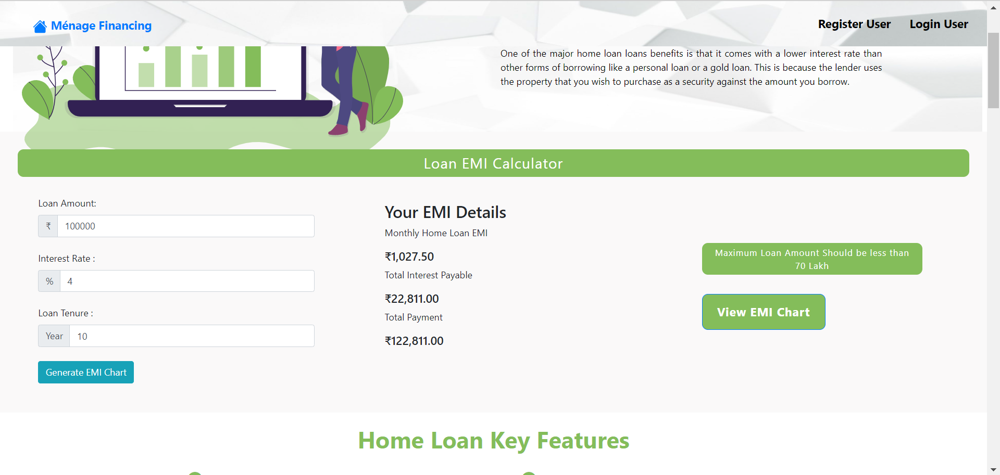 Ménage Financing
Register User
Login User
One of the major home loan loans benefits is that it comes with a lower interest rate than
other forms of borrowing like a personal loan or a gold loan. This is because the lender uses
the property that you wish to purchase as a security against the amount you borrow.
Loan EMI Calculator
Loan Amount:
₹ 100000
Interest Rate :
% 4
Loan Tenure :
Year 10
Generate EMI Chart
Your EMI Details
Monthly Home Loan EMI
₹1,027.50
Total Interest Payable
₹22,811.00
Total Payment
₹122,811.00
Maximum Loan Amount Should be less than
70 Lakh
View EMI Chart
Home Loan Key Features